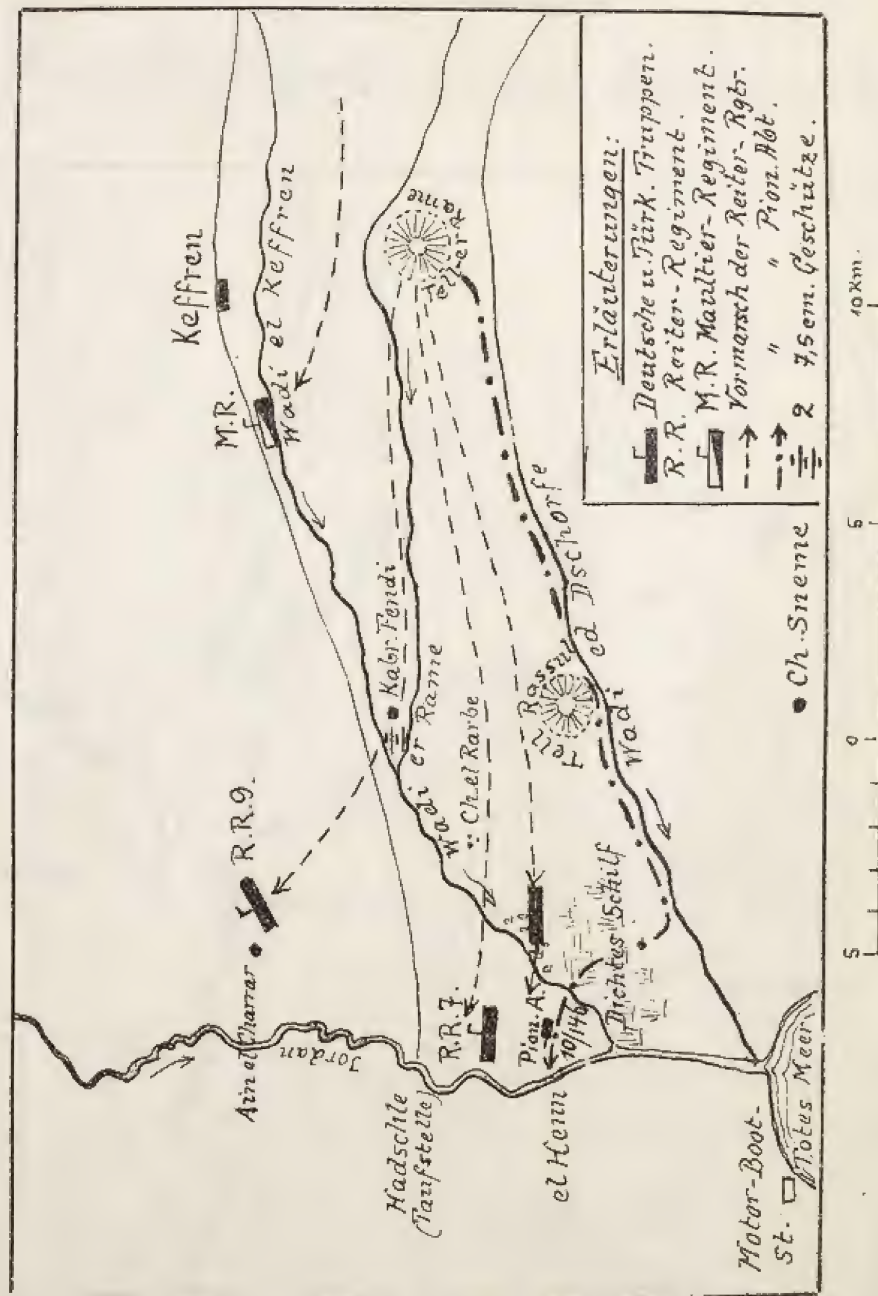 Keffren
M.R.
Wadi el Keffren
R.R.9.
Ain el Charrar
Jordan
Kabr. Fendi
Wadi er Rame
Tell er Rame
Ch. el Rarbe
Hadschle
(Taufstelle)
R.R.7.
Pion. A.
10/146
el Henn
Dichtes Schilf
Tell Rassul
Wadi ed Dschorfe
Motor-Boot-
St.
Totes Meer
Ch. Sneme
Erläuterungen:
Deutsche u. Türk. Truppen.
R.R. Reiter-Regiment.
M.R. Maultier-Regiment.
Vormarsch der Reiter-Rgtr.
" " Pion. Abt.
2 7,5 cm. Geschütze.
5 0 5 10 Km.